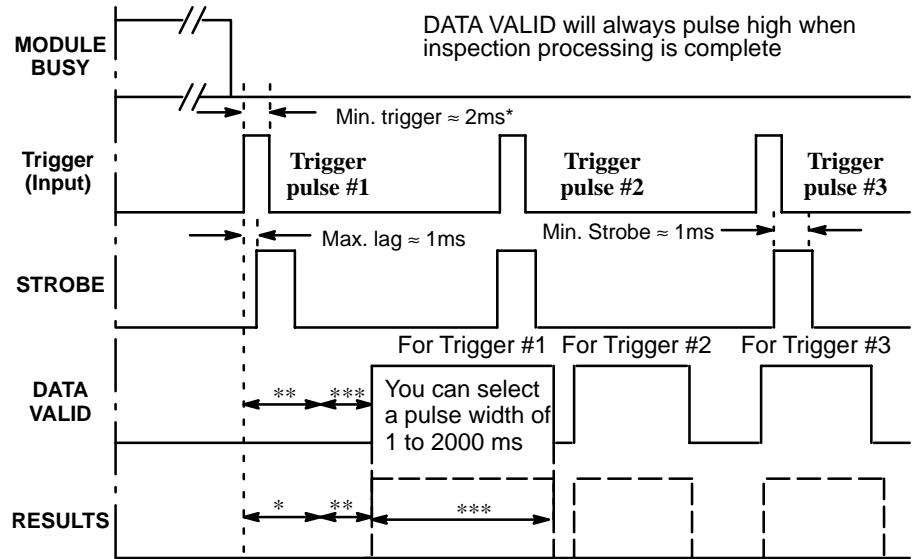 DATA VALID will always pulse high when
inspection processing is complete
MODULE
BUSY
Min. trigger ≈ 2ms*
Trigger
(Input)
Trigger
pulse #1
Trigger
pulse #2
Trigger
pulse #3
Max. lag ≈ 1ms
Min. Strobe ≈ 1ms
STROBE
For Trigger #1 For Trigger #2 For Trigger #3
DATA
VALID
** ***
You can select
a pulse width of
1 to 2000 ms
RESULTS
* ** ***